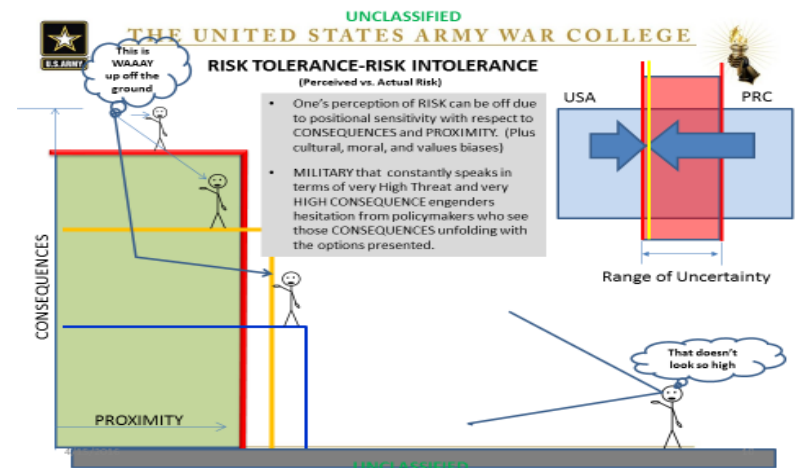 UNCLASSIFIED
THE UNITED STATES ARMY WAR COLLEGE
U.S.ARMY
This is
WAAAY
up off the
ground
RISK TOLERANCE-RISK INTOLERANCE
(Perceived vs. Actual Risk)
• One's perception of RISK can be off due
to positional sensitivity with respect to
CONSEQUENCES and PROXIMITY. (Plus
cultural, moral, and values biases)
• MILITARY that constantly speaks in
terms of very High Threat and very
HIGH CONSEQUENCE engenders
hesitation from policymakers who see
those CONSEQUENCES unfolding with
the options presented.
USA
PRC
Range of Uncertainty
CONSEQUENCES
PROXIMITY
That doesn't
look so high
UNCLASSIFIED